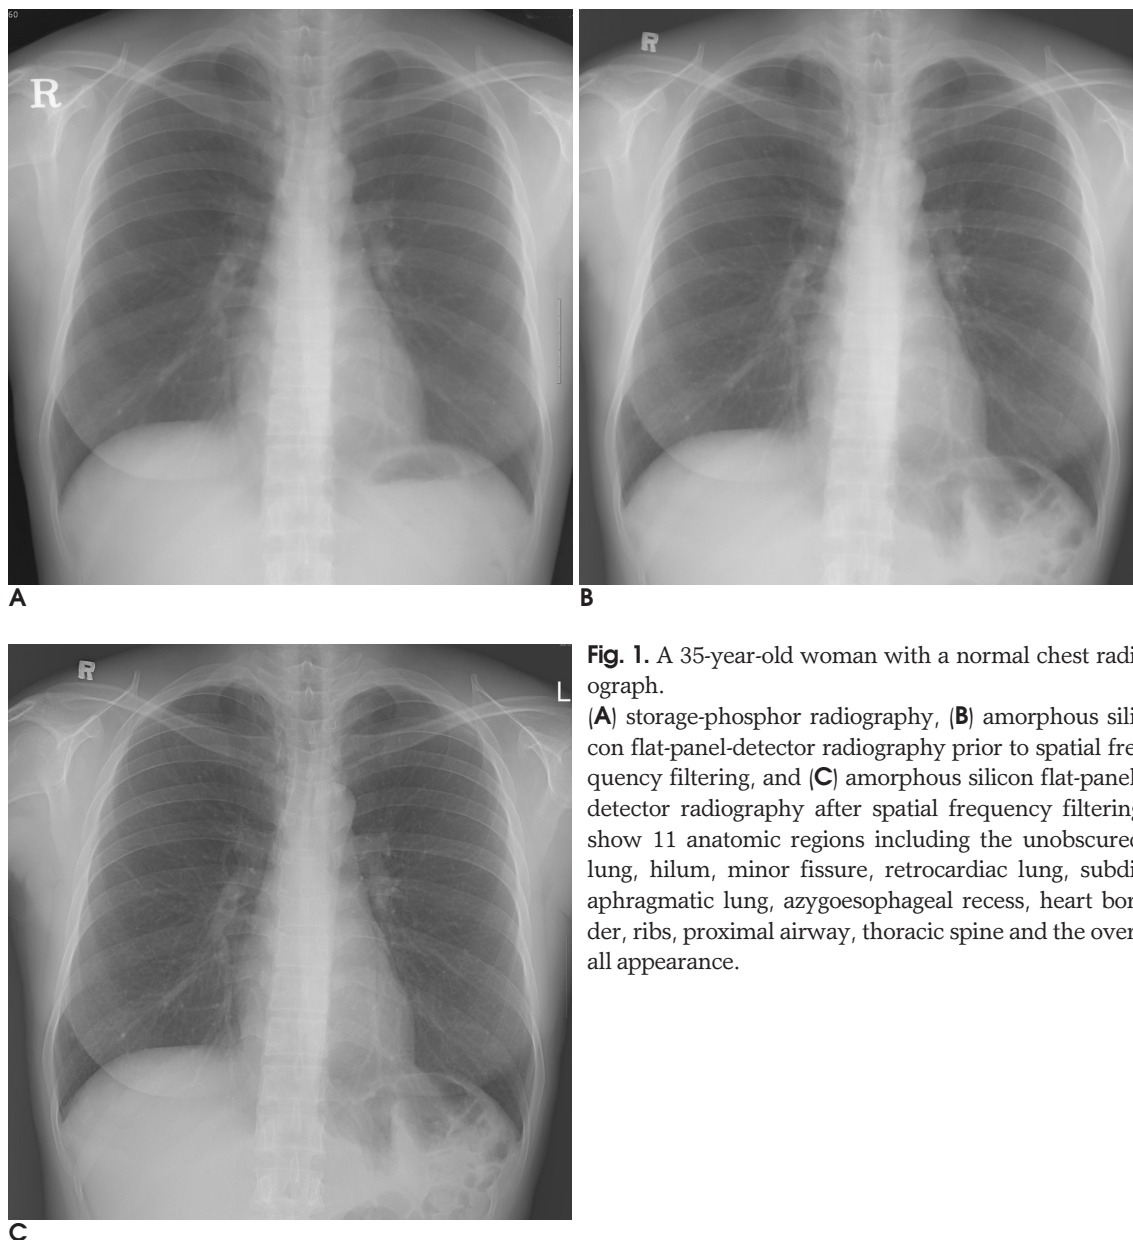 60
R
R
A
B
R
L
C
Fig. 1. A 35-year-old woman with a normal chest radi
ograph.
(A) storage-phosphor radiography, (B) amorphous sili
con flat-panel-detector radiography prior to spatial fre
quency filtering, and (C) amorphous silicon flat-panel
detector radiography after spatial frequency filtering
show 11 anatomic regions including the unobscured
lung, hilum, minor fissure, retrocardiac lung, subdi
aphragmatic lung, azygoesophageal recess, heart bor
der, ribs, proximal airway, thoracic spine and the over
all appearance.